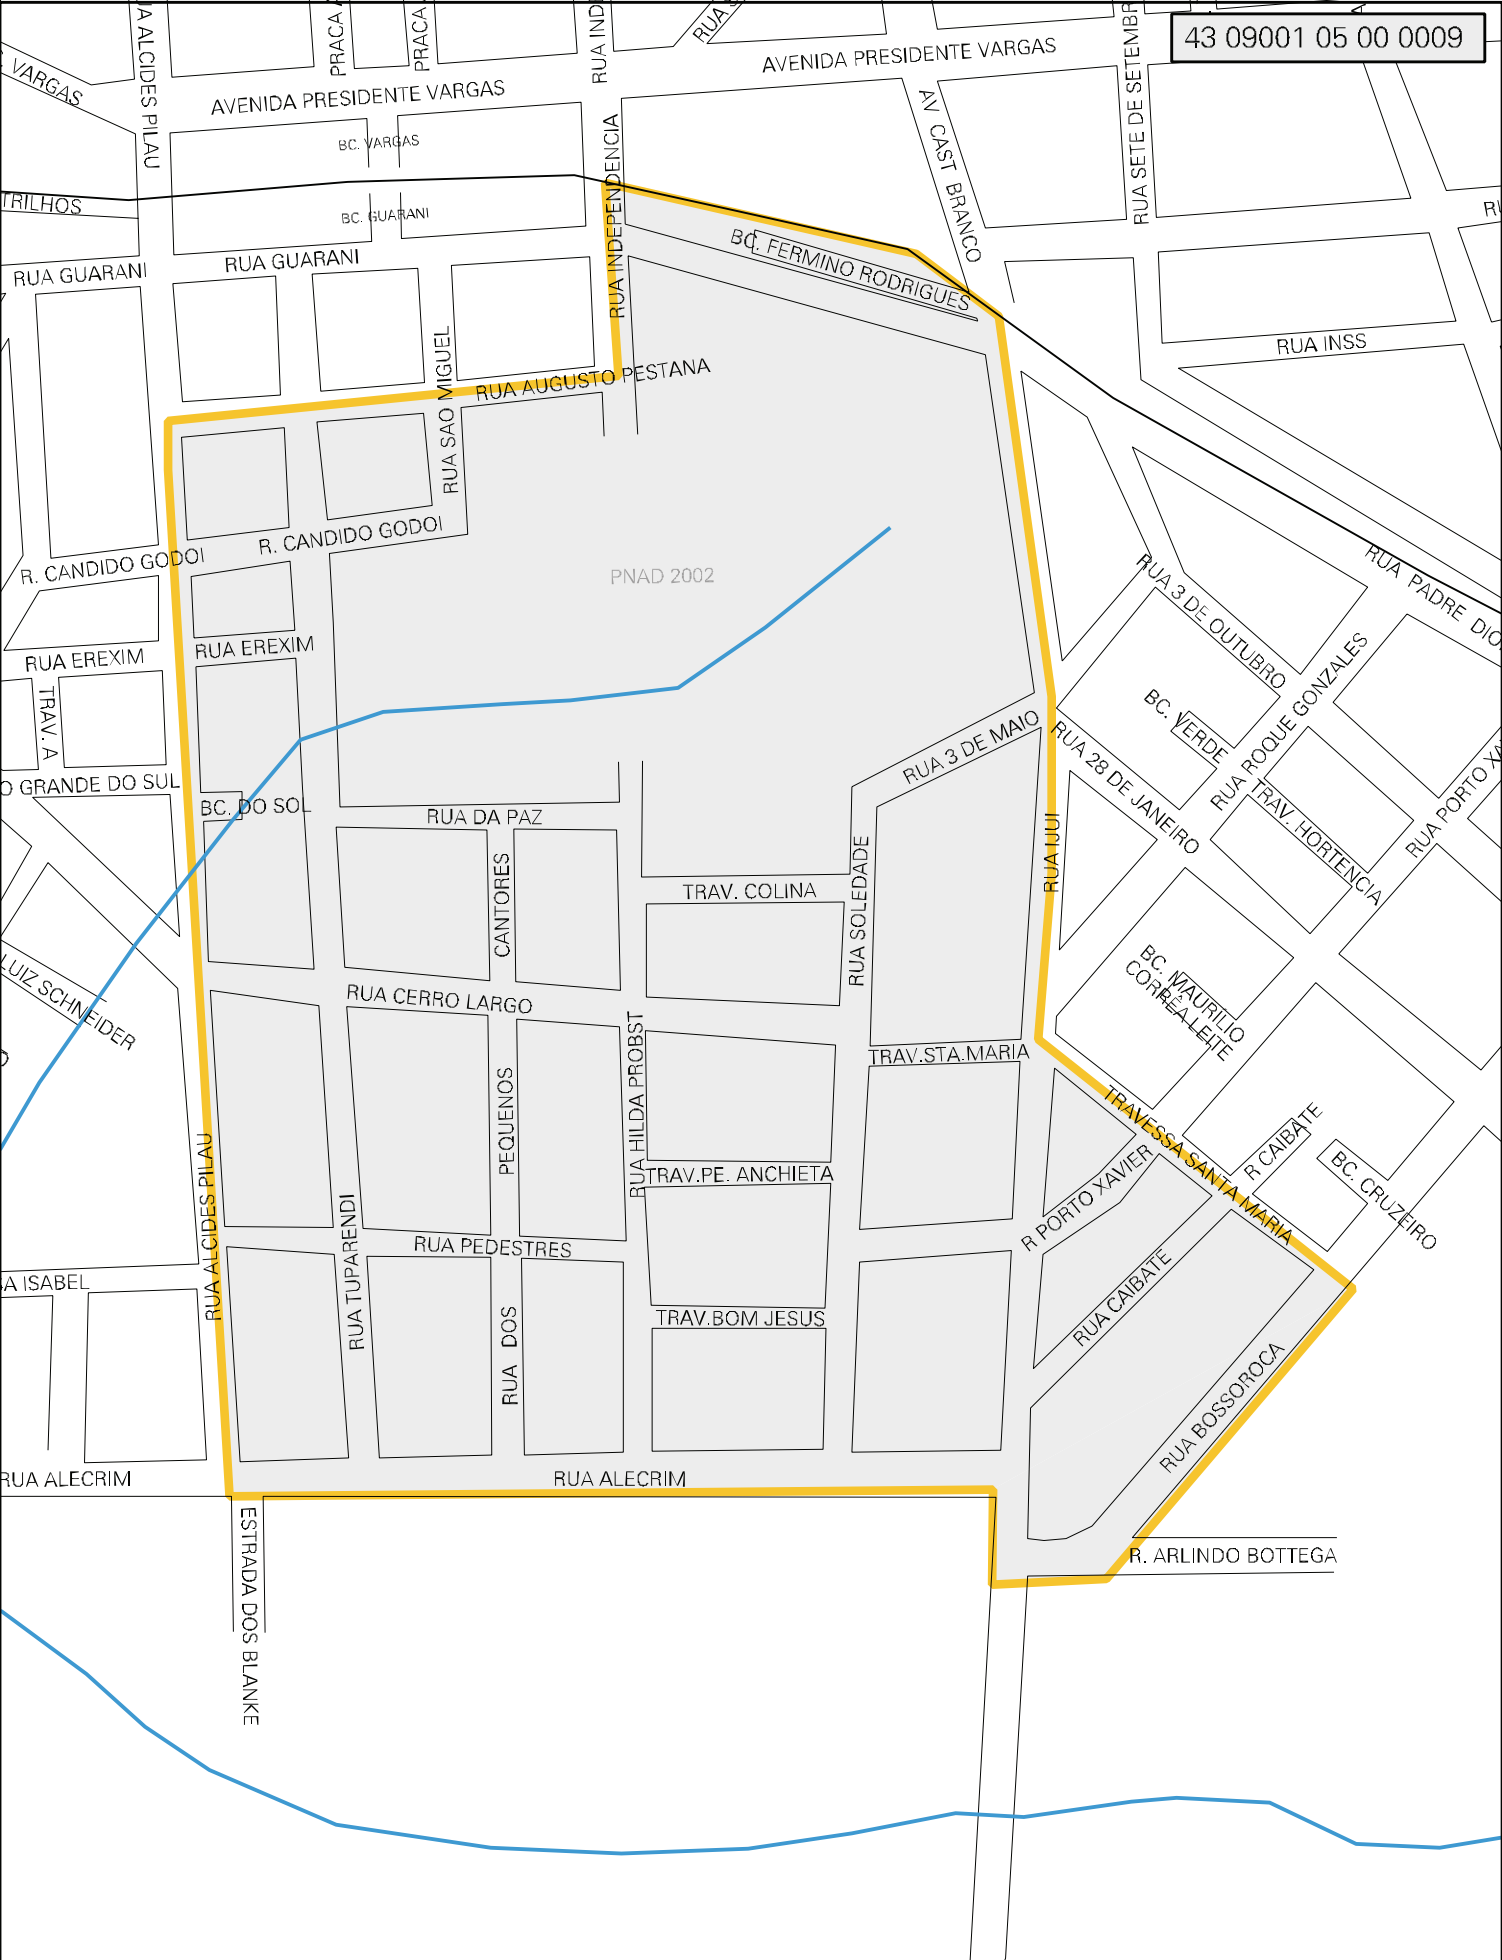 43 09001 05 00 0009
RUA ALCIDES PILAU
VARGAS
AVENIDA PRESIDENTE VARGAS
AVENIDA PRESIDENTE VARGAS
BC. VARGAS
BC. GUARANI
TRILHOS
RUA GUARANI
RUA GUARANI
RUA INDEPENDENCIA
AV CAST BRANCO
RUA SETE DE SETEMBR
BC. FERMINO RODRIGUES
RUA INSS
RUA SAO MIGUEL
RUA AUGUSTO PESTANA
R. CANDIDO GODOI
R. CANDIDO GODOI
PNAD 2002
RUA PADRE DIO
RUA 3 DE OUTUBRO
RUA EREXIM
RUA EREXIM
TRAV. A
O GRANDE DO SUL
BC. DO SOL
RUA DA PAZ
RUA 3 DE MAIO
RUA 28 DE JANEIRO
BC. VERDE
RUA ROQUE GONZALES
TRAV. HORTENCIA
RUA PORTO XA
RUA IJUI
RUA SOLEDADE
TRAV. COLINA
RUA DOS PEQUENOS CANTORES
LUIZ SCHNEIDER
RUA CERRO LARGO
BC. MAURILIO
CORRÊA LEITE
RUA HILDA PROBST
TRAV.STA.MARIA
TRAVESSA SANTA MARIA
R CAIBATE
BC. CRUZEIRO
TRAV.PE. ANCHIETA
R PORTO XAVIER
RUA ALCIDES PILAU
RUA TUPARENDI
RUA PEDESTRES
SA ISABEL
RUA CAIBATE
TRAV.BOM JESUS
RUA BOSSOROCA
RUA ALECRIM
RUA ALECRIM
R. ARLINDO BOTTEGA
ESTRADA DOS BLANKE